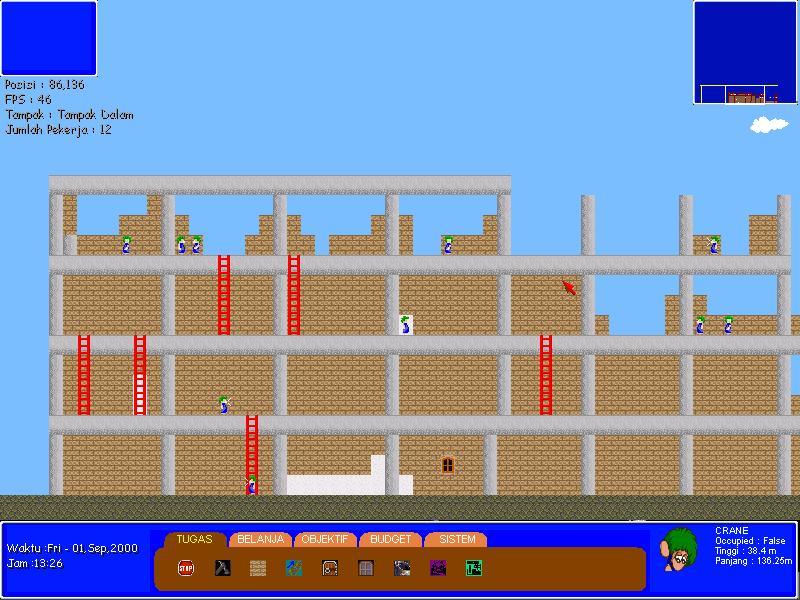 Posisi : 86,136
FPS : 46
Tampak : Tampak Dalam
Jumlah Pekerja : 12
TUGAS BELANJA OBJEKTIF BUDGET SISTEM
Waktu :Fri - 01,Sep,2000
Jam :13:26
STOP
CRANE
Occupied : False
Tinggi : 38.4 m
Panjang : 136.25m